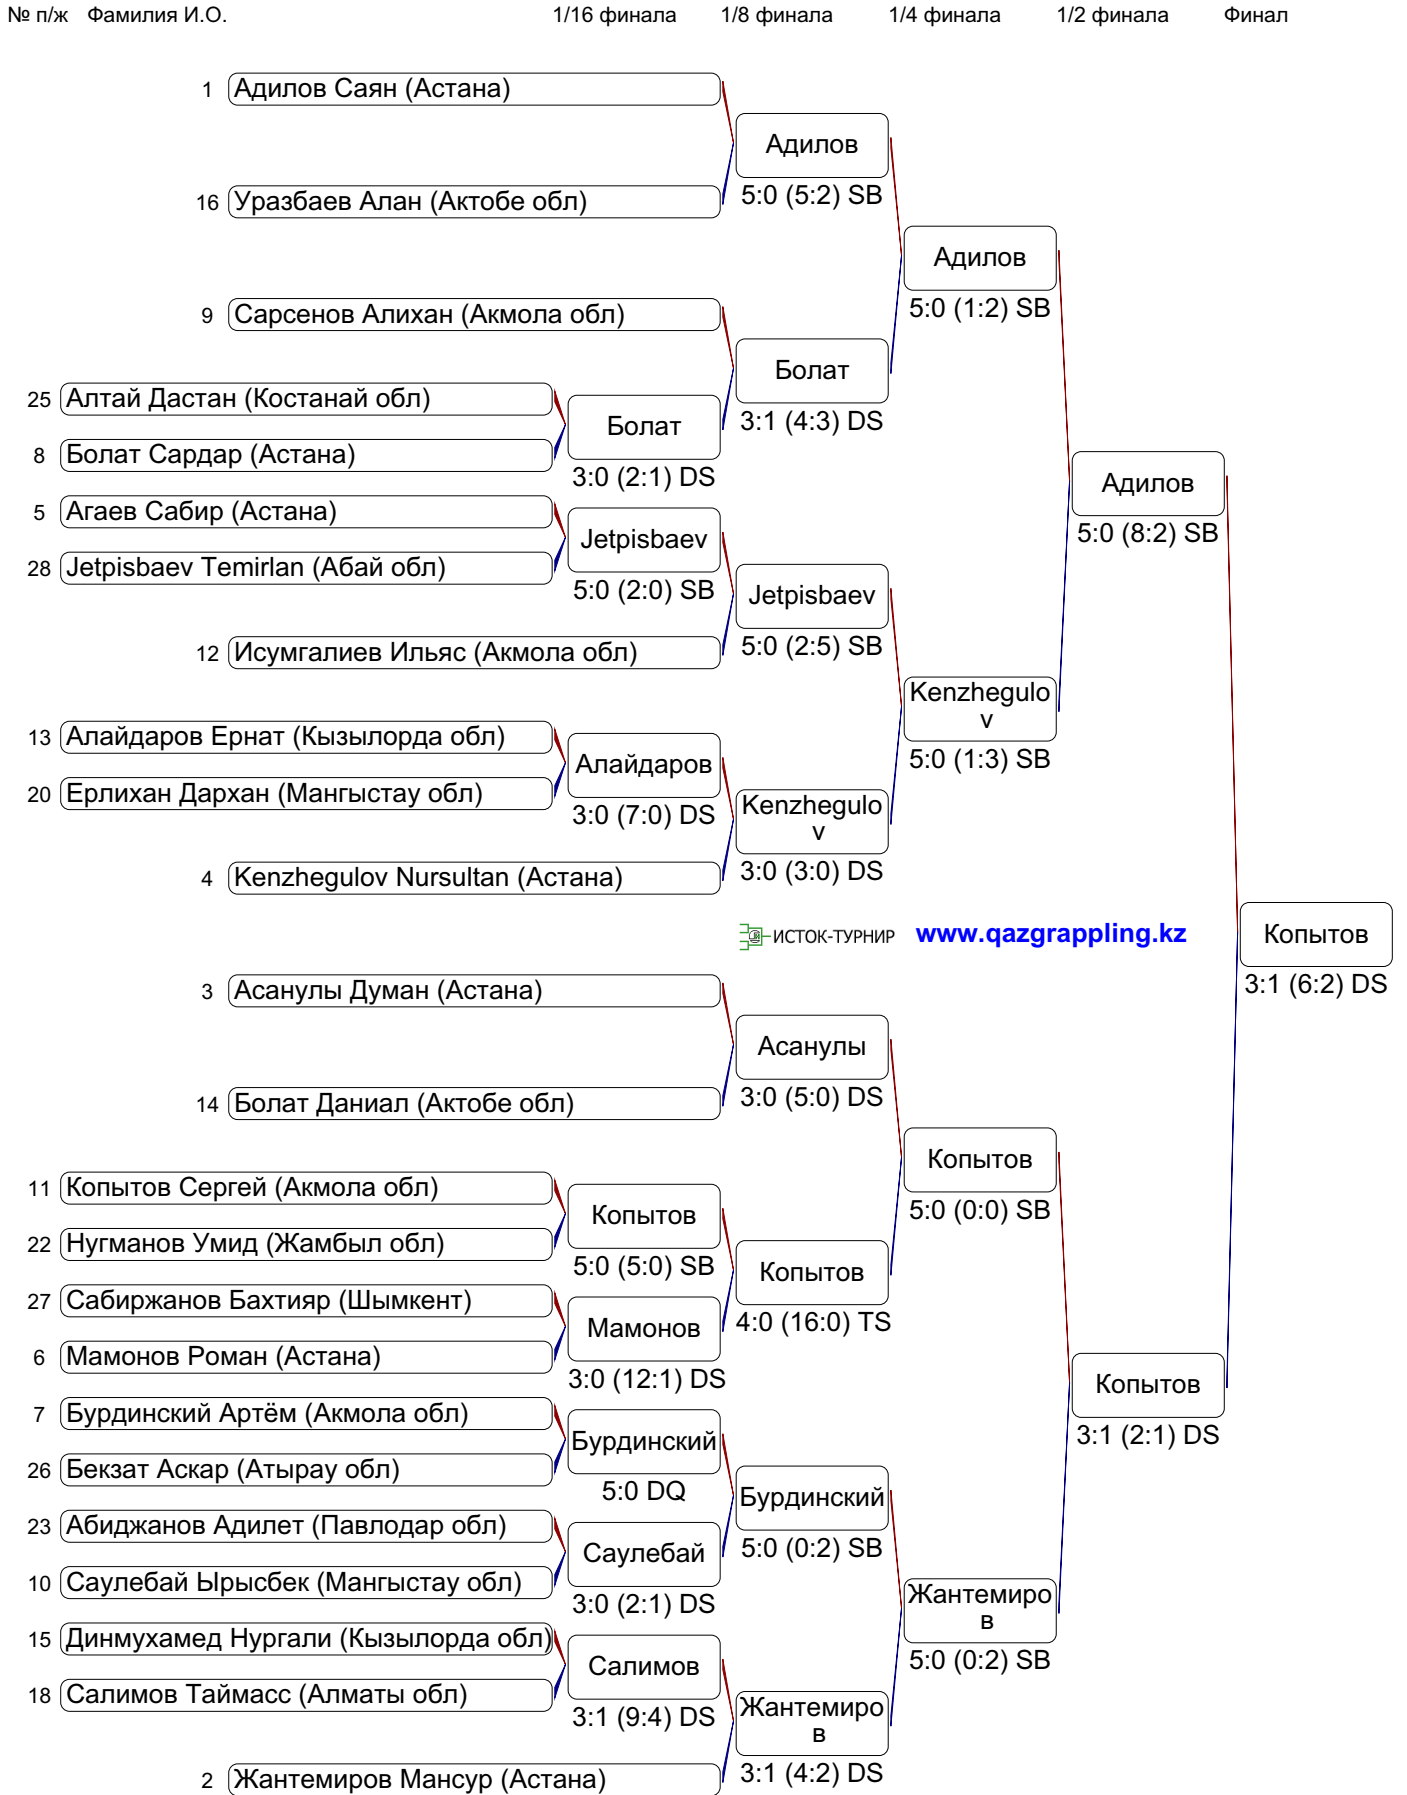 № п/ж Фамилия И.О. 1/16 финала 1/8 финала 1/4 финала 1/2 финала Финал
1 Адилов Саян (Астана)
Адилов
16 Уразбаев Алан (Актобе обл)
5:0 (5:2) SB
Адилов
5:0 (1:2) SB
9 Сарсенов Алихан (Акмола обл)
Болат
3:1 (4:3) DS
25 Алтай Дастан (Костанай обл)
Болат
8 Болат Сардар (Астана)
3:0 (2:1) DS
Адилов
5:0 (8:2) SB
5 Агаев Сабир (Астана)
Jetpisbaev
28 Jetpisbaev Temirlan (Абай обл)
5:0 (2:0) SB
Jetpisbaev
12 Исумгалиев Ильяс (Акмола обл)
5:0 (2:5) SB
Kenzhegulo
v
5:0 (1:3) SB
13 Алайдаров Ернат (Кызылорда обл)
Алайдаров
20 Ерлихан Дархан (Мангыстау обл)
3:0 (7:0) DS
Kenzhegulo
v
4 Kenzhegulov Nursultan (Астана)
3:0 (3:0) DS
ИСТОК-ТУРНИР www.qazgrappling.kz
Копытов
3:1 (6:2) DS
3 Асанулы Думан (Астана)
Асанулы
14 Болат Даниал (Актобе обл)
3:0 (5:0) DS
Копытов
5:0 (0:0) SB
11 Копытов Сергей (Акмола обл)
Копытов
22 Нугманов Умид (Жамбыл обл)
5:0 (5:0) SB
Копытов
4:0 (16:0) TS
27 Сабиржанов Бахтияр (Шымкент)
Мамонов
6 Мамонов Роман (Астана)
3:0 (12:1) DS
Копытов
3:1 (2:1) DS
7 Бурдинский Артём (Акмола обл)
Бурдинский
26 Бекзат Аскар (Атырау обл)
5:0 DQ
Бурдинский
5:0 (0:2) SB
23 Абиджанов Адилет (Павлодар обл)
Саулебай
10 Саулебай Ырысбек (Мангыстау обл)
3:0 (2:1) DS
Жантемиро
в
5:0 (0:2) SB
15 Динмухамед Нургали (Кызылорда обл)
Салимов
18 Салимов Таймасс (Алматы обл)
3:1 (9:4) DS
Жантемиро
в
2 Жантемиров Мансур (Астана)
3:1 (4:2) DS